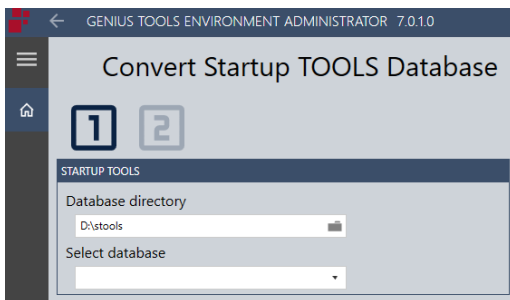 GENIUS TOOLS ENVIRONMENT ADMINISTRATOR 7.0.1.0
Convert Startup TOOLS Database
1 2
STARTUP TOOLS
Database directory
D:\stools
Select database